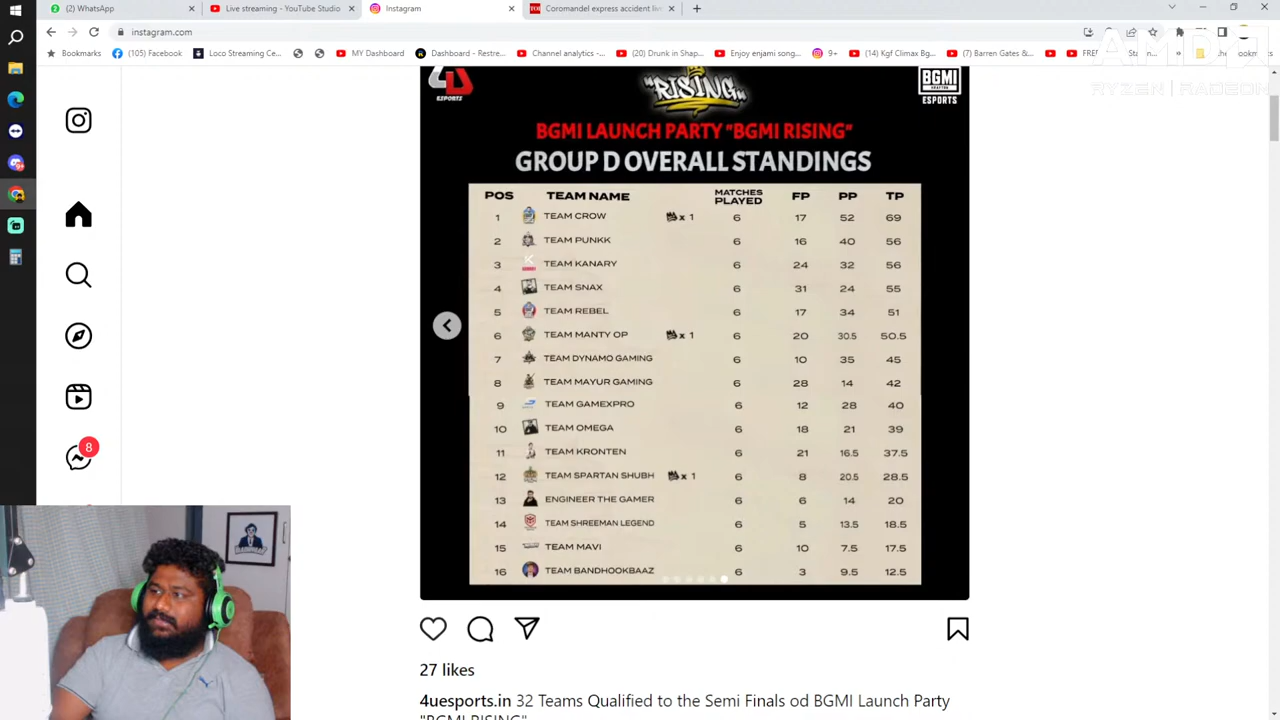 WhatsApp
Live streaming - YouTube Studio
Instagram
Coromandel express accident liv
instagram.com
Bookmarks
(105) Facebook
Loco Streaming Ce...
MY Dashboard
Dashboard - Restre...
Channel analytics -...
(20) Drunk in Shap...
Enjoy enjami song...
9+
(14) Kgf Climax Bg...
(7) Barren Gates &...
FREE
AMD
RYZEN | RADEON
ESPORTS
"RISING"
BGMI
ESPORTS
BGMI LAUNCH PARTY "BGMI RISING"
GROUP D OVERALL STANDINGS
POS TEAM NAME MATCHES PLAYED FP PP TP
1 TEAM CROW x 1 6 17 52 69
2 TEAM PUNKK 6 16 40 56
3 TEAM KANARY 6 24 32 56
4 TEAM SNAX 6 31 24 55
5 TEAM REBEL 6 17 34 51
6 TEAM MANTY OP x 1 6 20 30.5 50.5
7 TEAM DYNAMO GAMING 6 10 35 45
8 TEAM MAYUR GAMING 6 28 14 42
9 TEAM GAMEXPRO 6 12 28 40
10 TEAM OMEGA 6 18 21 39
11 TEAM KRONTEN 6 21 16.5 37.5
12 TEAM SPARTAN SHUBH x 1 6 8 20.5 28.5
13 ENGINEER THE GAMER 6 6 14 20
14 TEAM SHREEMAN LEGEND 6 5 13.5 18.5
15 TEAM MAVI 6 10 7.5 17.5
16 TEAM BANDHOOKBAAZ 6 3 9.5 12.5
8
27 likes
4uesports.in 32 Teams Qualified to the Semi Finals od BGMI Launch Party
"BGMI RISING"